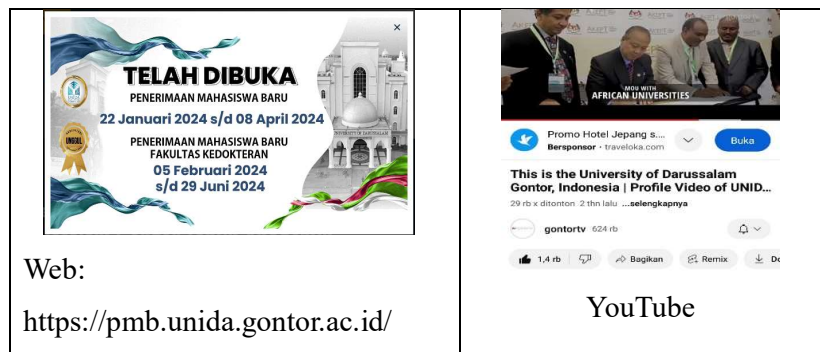 TELAH DIBUKA
PENERIMAAN MAHASISWA BARU
22 Januari 2024 s/d 08 April 2024
PENERIMAAN MAHASISWA BARU
FAKULTAS KEDOKTERAN
05 Februari 2024
s/d 29 Juni 2024
UNGGUL
Web:
https://pmb.unida.gontor.ac.id/
MOU WITH
AFRICAN UNIVERSITIES
Promo Hotel Jepang s...
Bersponsor · traveloka.com
Buka
This is the University of Darussalam
Gontor, Indonesia | Profile Video of UNID...
29 rb x ditonton 2 thn lalu ...selengkapnya
gontortv 624 rb
1,4 rb
Bagikan
Remix
YouTube